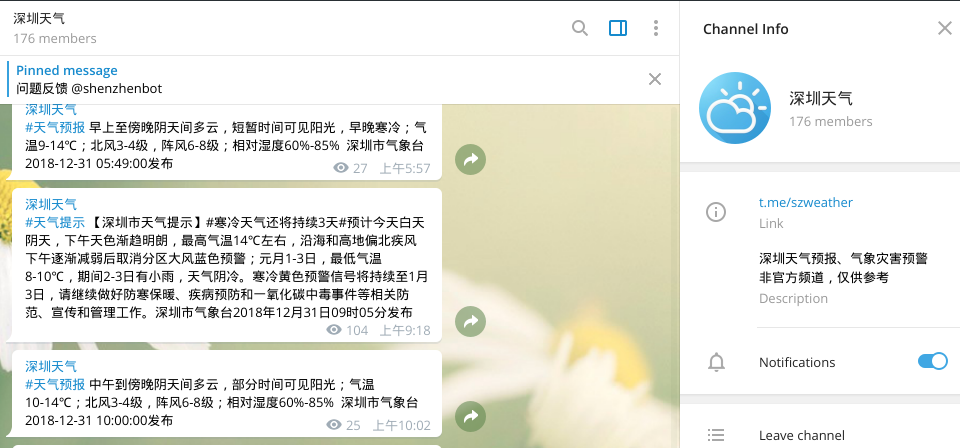 深圳天气
176 members
Pinned message
问题反馈 @shenzhenbot
深圳天气
#天气预报 早上至傍晚阴天间多云，短暂时间可见阳光，早晚寒冷；气
温9-14℃；北风3-4级，阵风6-8级；相对湿度60%-85%  深圳市气象台
2018-12-31 05:49:00发布
27 上午5:57
深圳天气
#天气提示 【深圳市天气提示】#寒冷天气还将持续3天#预计今天白天
阴天，下午天色渐趋明朗，最高气温14℃左右，沿海和高地偏北疾风
下午逐渐减弱后取消分区大风蓝色预警；元月1-3日，最低气温
8-10℃，期间2-3日有小雨，天气阴冷。寒冷黄色预警信号将持续至1月
3日，请继续做好防寒保暖、疾病预防和一氧化碳中毒事件等相关防
范、宣传和管理工作。深圳市气象台2018年12月31日09时05分发布
104 上午9:18
深圳天气
#天气预报 中午到傍晚阴天间多云，部分时间可见阳光；气温
10-14℃；北风3-4级，阵风6-8级；相对湿度60%-85%  深圳市气象台
2018-12-31 10:00:00发布
25 上午10:02
Channel Info
深圳天气
176 members
t.me/szweather
Link
深圳天气预报、气象灾害预警
非官方频道，仅供参考
Description
Notifications
Leave channel